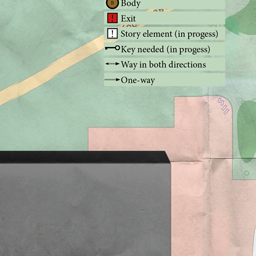 Body
Exit
Story element (in progess)
Key needed (in progess)
Way in both directions
One-way